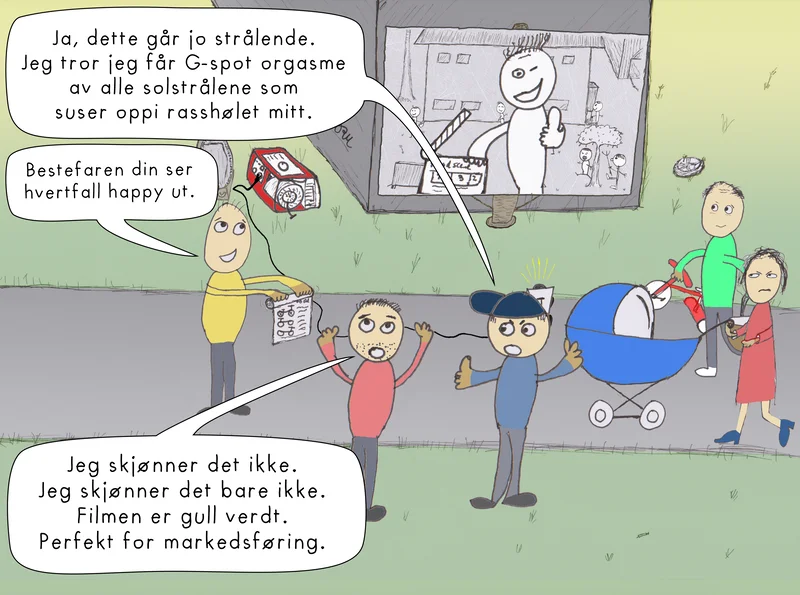 Ja, dette går jo strålende.
Jeg tror jeg får G-spot orgasme
av alle solstrålene som
suser oppi rasshølet mitt.
Bestefaren din ser
hvertfall happy ut.
Jeg skjønner det ikke.
Jeg skjønner det bare ikke.
Filmen er gull verdt.
Perfekt for markedsføring.